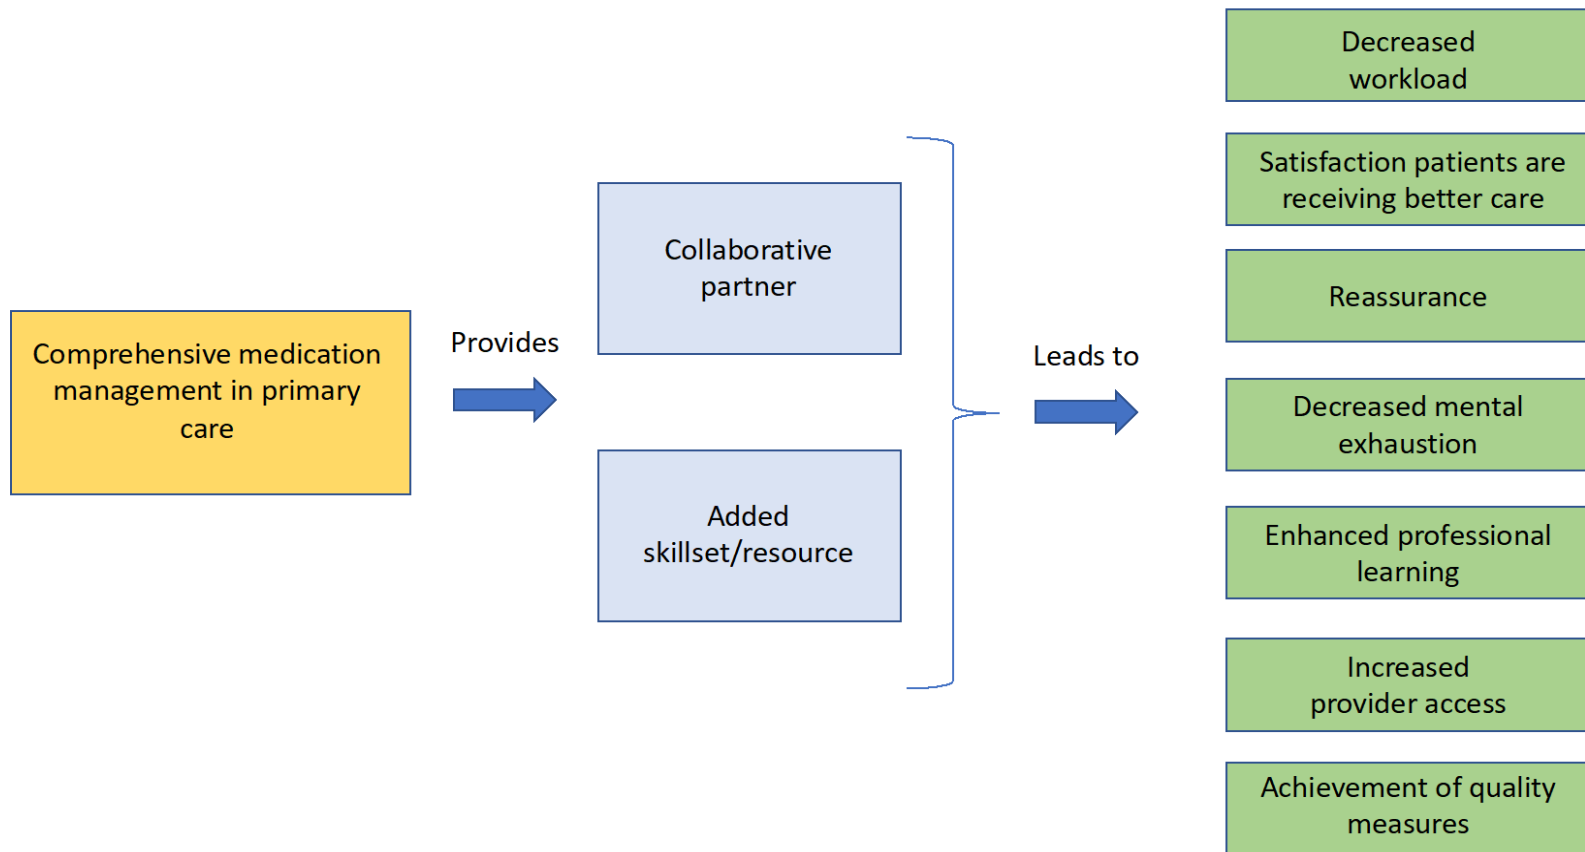 Comprehensive medication
management in primary
care
Provides
Collaborative
partner
Added
skillset/resource
Leads to
Decreased
workload
Satisfaction patients are
receiving better care
Reassurance
Decreased mental
exhaustion
Enhanced professional
learning
Increased
provider access
Achievement of quality
measures